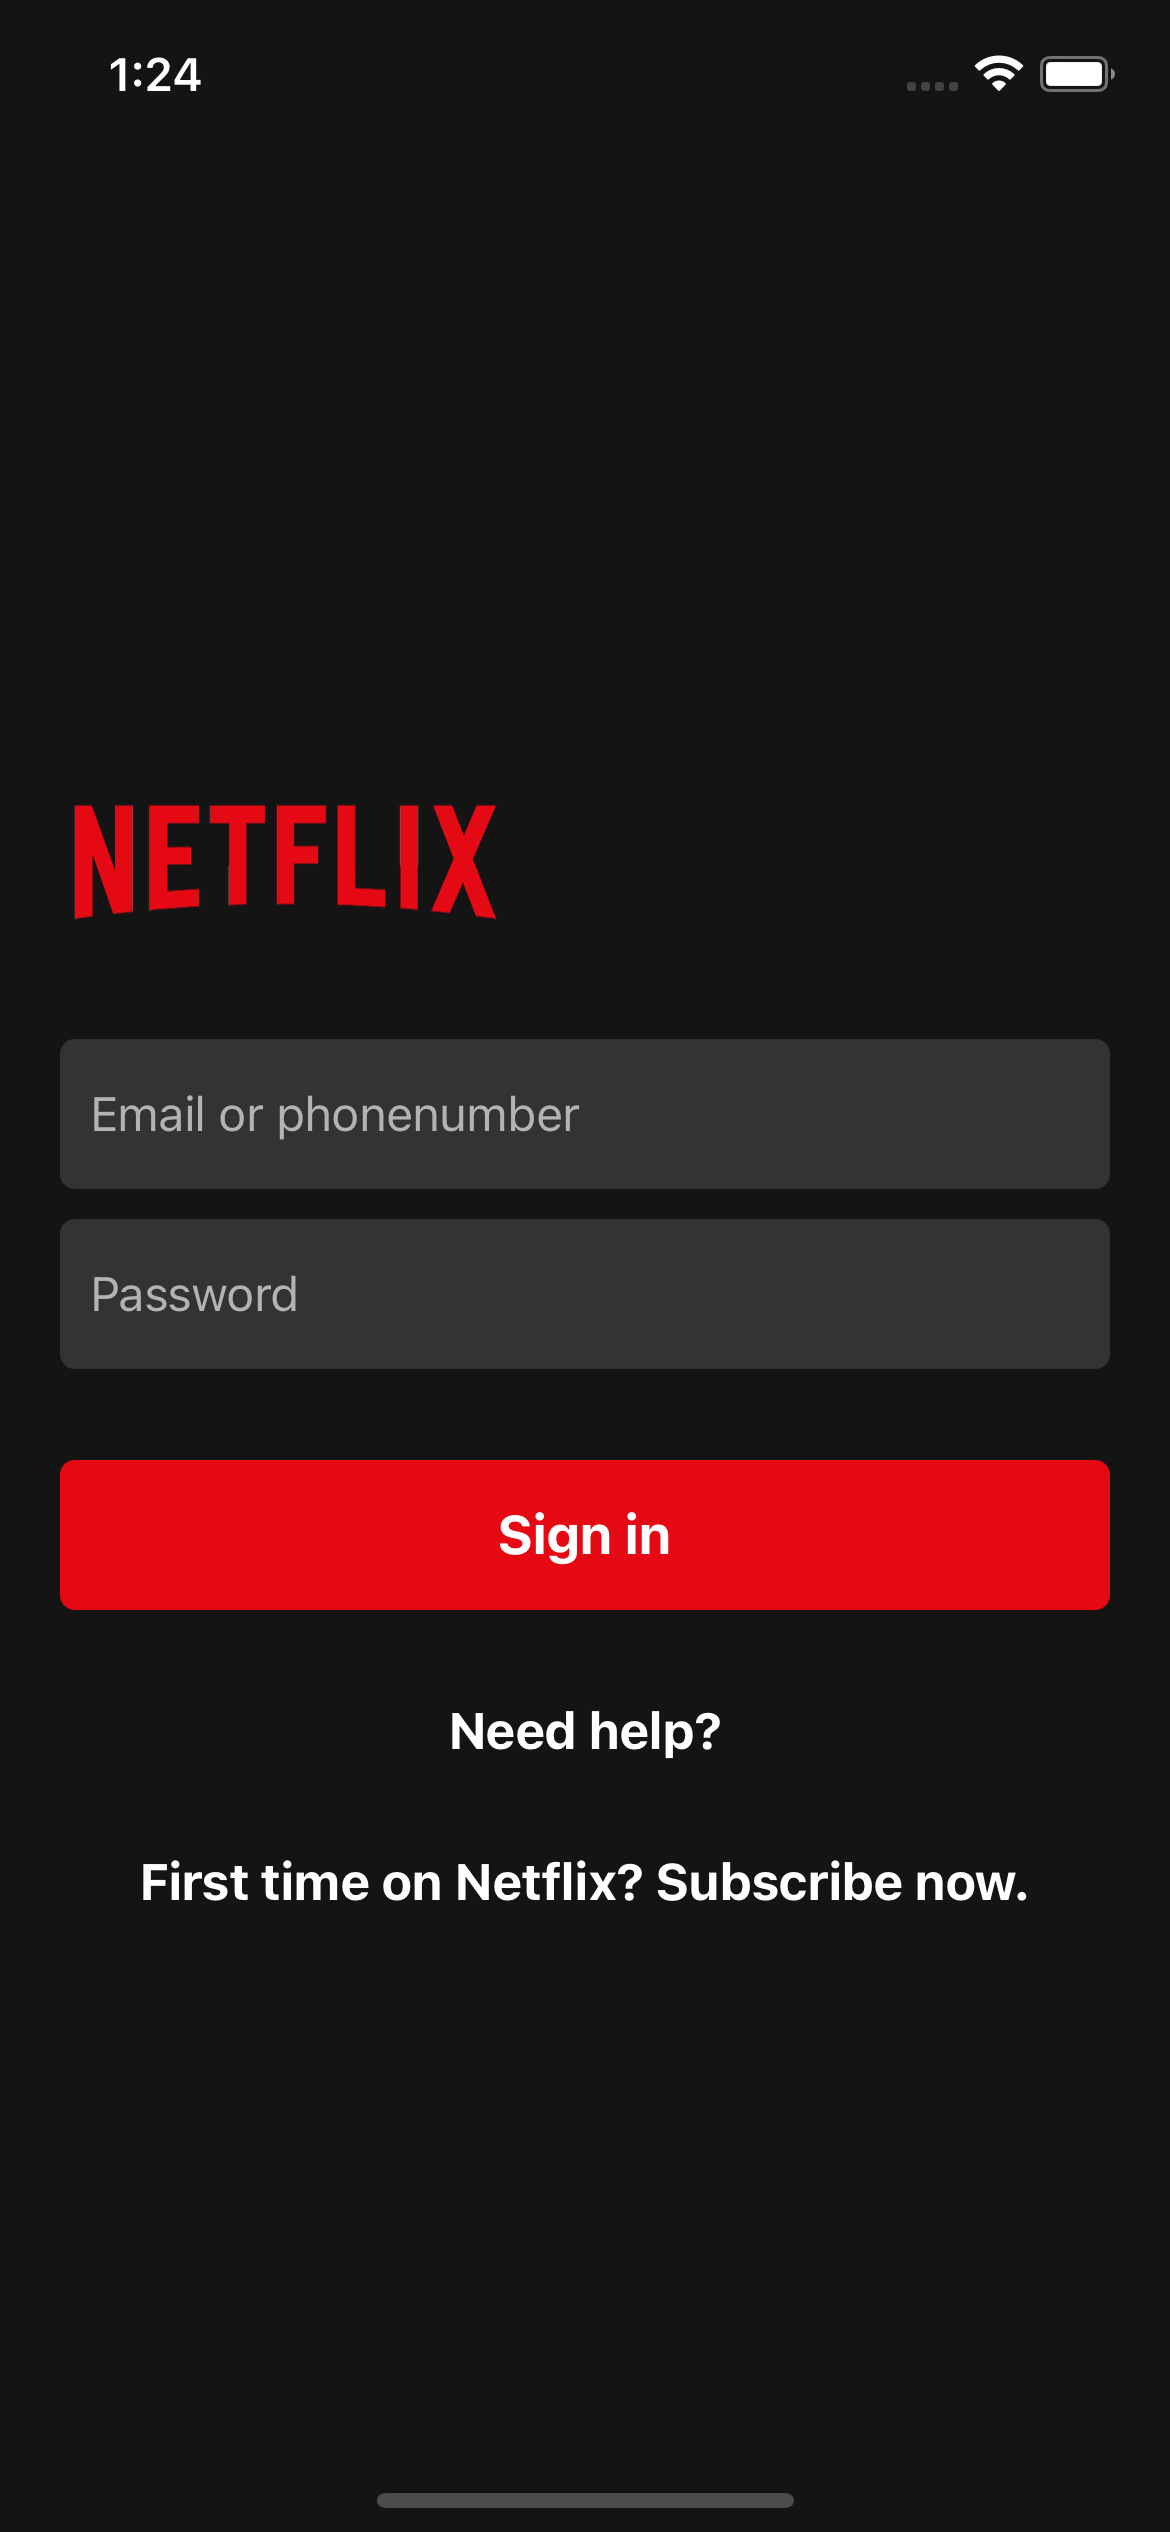 1:24
NETFLIX
Email or phonenumber
Password
Sign in
Need help?
First time on Netflix? Subscribe now.